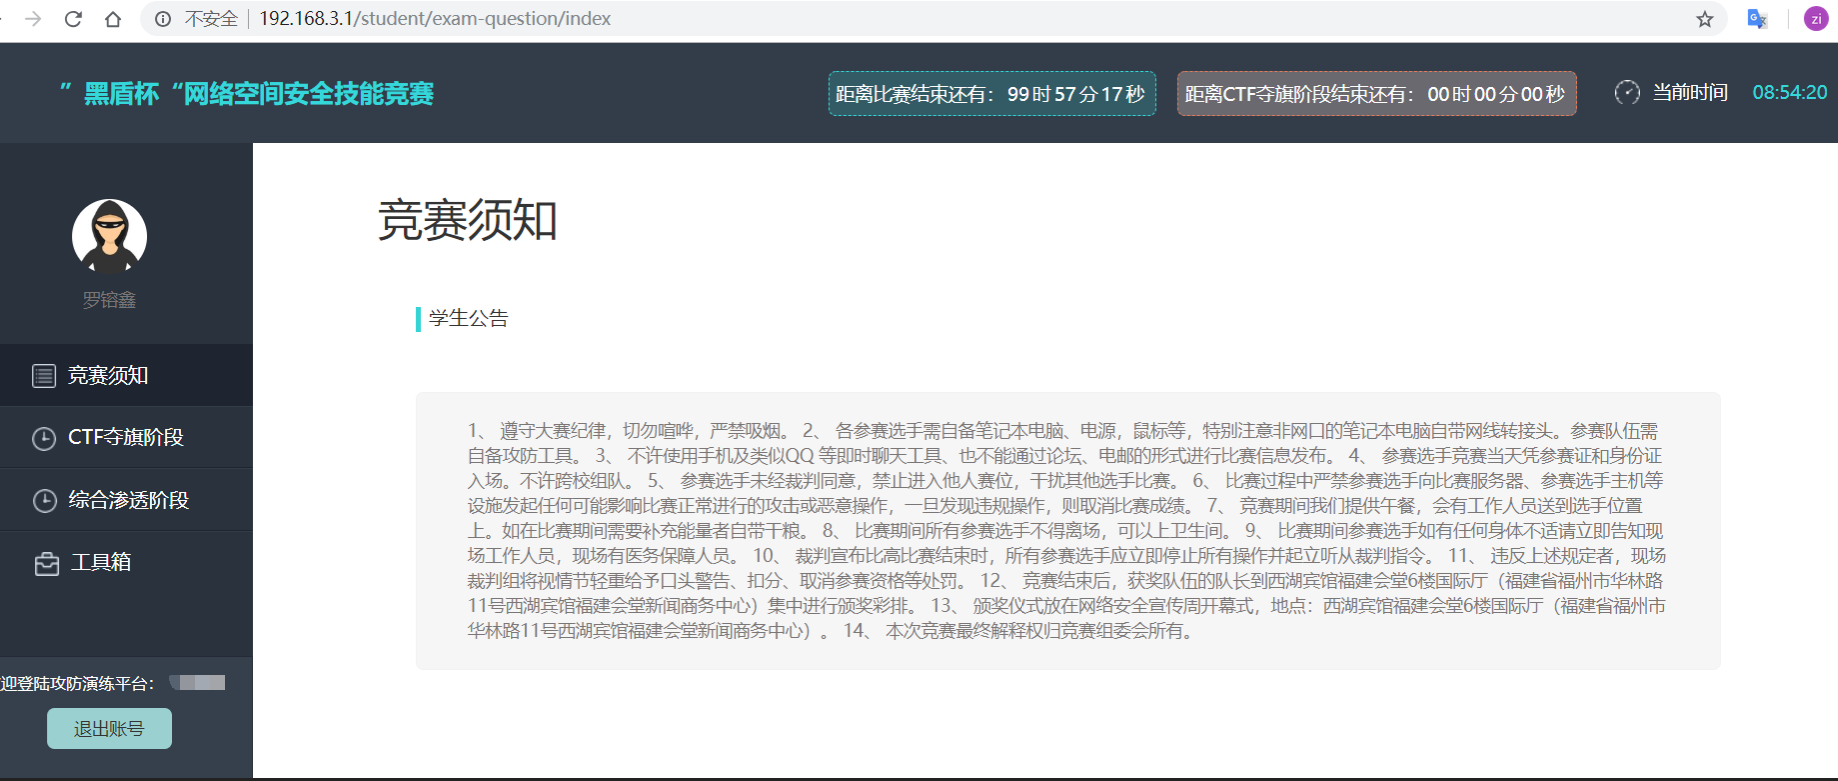 不安全 192.168.3.1/student/exam-question/index
zi
”黑盾杯“网络空间安全技能竞赛
距离比赛结束还有：99时57分17秒
距离CTF夺旗阶段结束还有：00时00分00秒
当前时间 08:54:20
罗镕鑫
竞赛须知
CTF夺旗阶段
综合渗透阶段
工具箱
迎登陆攻防演练平台：
退出账号
竞赛须知
学生公告
1、 遵守大赛纪律，切勿喧哗，严禁吸烟。 2、 各参赛选手需自备笔记本电脑、电源，鼠标等，特别注意非网口的笔记本电脑自带网线转接头。参赛队伍需
自备攻防工具。 3、 不许使用手机及类似QQ 等即时聊天工具、也不能通过论坛、电邮的形式进行比赛信息发布。 4、 参赛选手竞赛当天凭参赛证和身份证
入场。不许跨校组队。 5、 参赛选手未经裁判同意，禁止进入他人赛位，干扰其他选手比赛。 6、 比赛过程中严禁参赛选手向比赛服务器、参赛选手主机等
设施发起任何可能影响比赛正常进行的攻击或恶意操作，一旦发现违规操作，则取消比赛成绩。 7、 竞赛期间我们提供午餐，会有工作人员送到选手位置
上。如在比赛期间需要补充能量者自带干粮。 8、 比赛期间所有参赛选手不得离场，可以上卫生间。 9、 比赛期间参赛选手如有任何身体不适请立即告知现
场工作人员，现场有医务保障人员。 10、 裁判宣布比高比赛结束时，所有参赛选手应立即停止所有操作并起立听从裁判指令。 11、 违反上述规定者，现场
裁判组将视情节轻重给予口头警告、扣分、取消参赛资格等处罚。 12、 竞赛结束后，获奖队伍的队长到西湖宾馆福建会堂6楼国际厅（福建省福州市华林路
11号西湖宾馆福建会堂新闻商务中心）集中进行颁奖彩排。 13、 颁奖仪式放在网络安全宣传周开幕式，地点：西湖宾馆福建会堂6楼国际厅（福建省福州市
华林路11号西湖宾馆福建会堂新闻商务中心）。 14、 本次竞赛最终解释权归竞赛组委会所有。